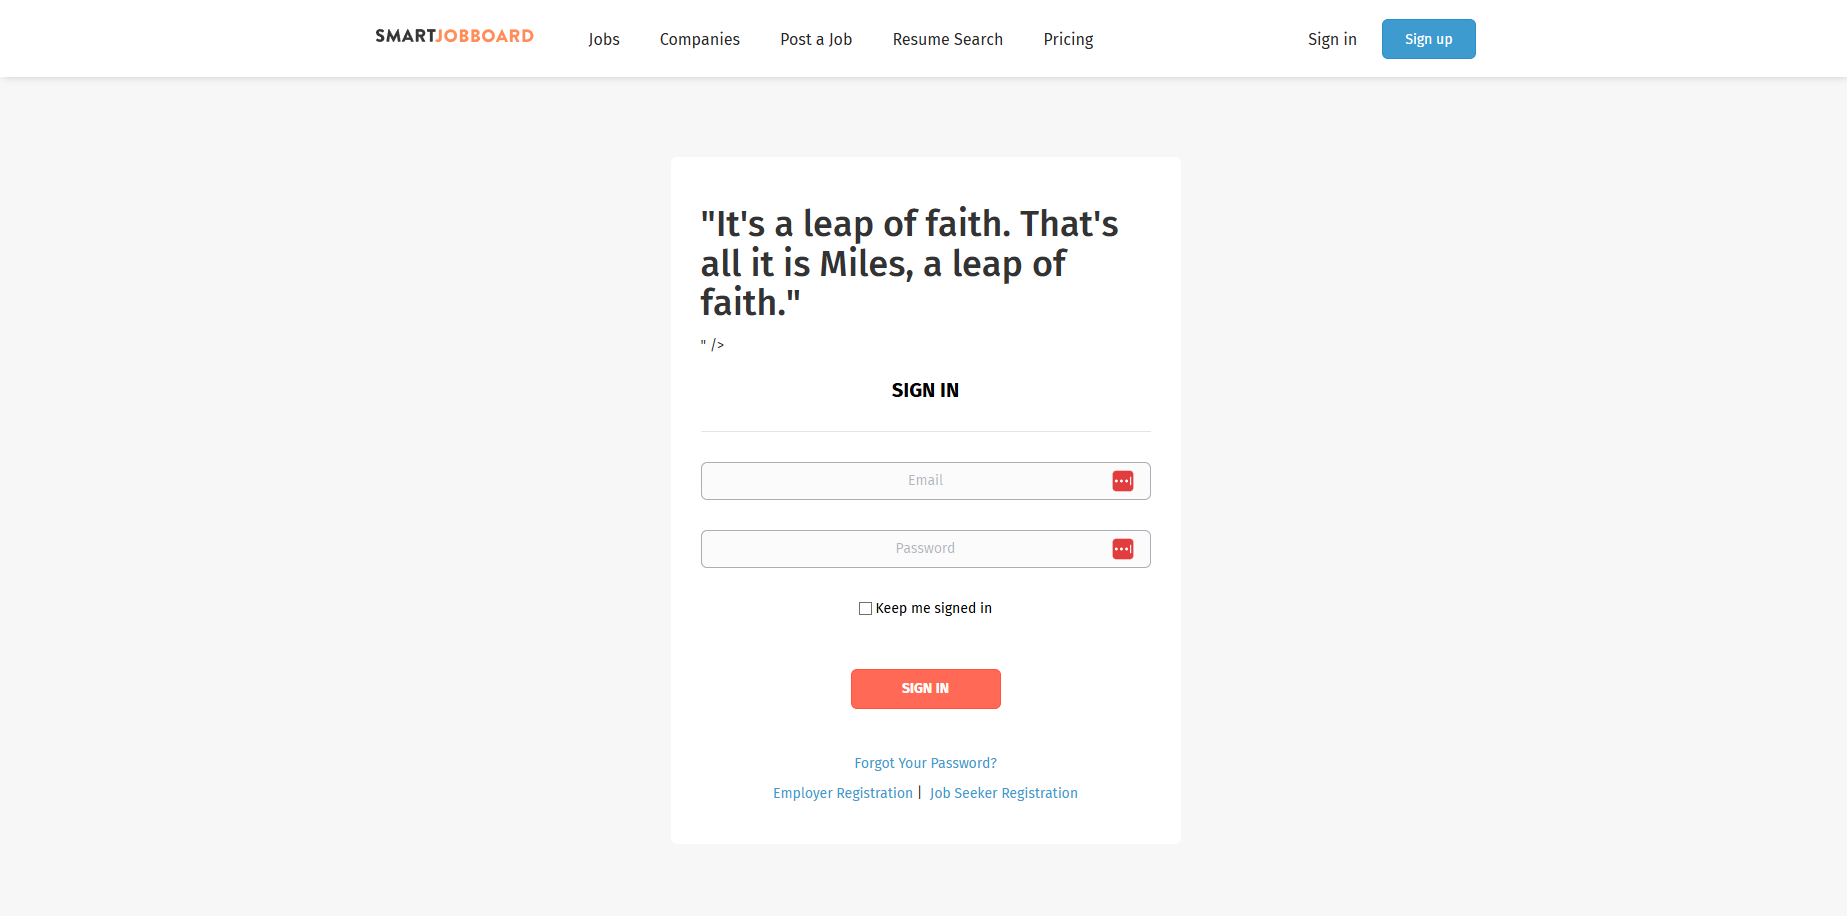 SMARTJOBBOARD Jobs Companies Post a Job Resume Search Pricing Sign in Sign up
"It's a leap of faith. That's
all it is Miles, a leap of
faith."
" />
SIGN IN
Email
Password
Keep me signed in
SIGN IN
Forgot Your Password?
Employer Registration | Job Seeker Registration